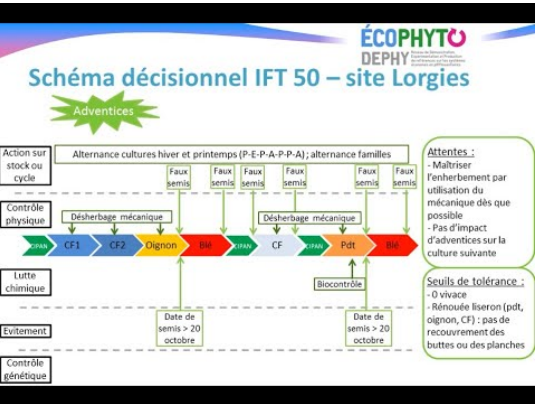 ÉCOPHYTO
DEPHY
Schéma décisionnel IFT 50 – site Lorgies
Adventices
Action sur
stock ou
cycle
Alternance cultures hiver et printemps (P-E-P-A-P-P-A) ; alternance familles
Faux
semis
Faux
semis
Faux
semis
Faux
semis
Faux
semis
Faux
semis
Contrôle
physique
Désherbage mécanique
Désherbage mécanique
CIPAN
CF1
CF2
Oignon
Blé
CIPAN
CF
CIPAN
Pdt
Blé
Lutte
chimique
Biocontrôle
Evitement
Date de
semis > 20
octobre
Date de
semis > 20
octobre
Contrôle
génétique
Attentes :
- Maîtriser
l'enherbement par
utilisation du
mécanique dès que
possible
- Pas d'impact
d'adventices sur la
culture suivante
Seuils de tolérance :
- 0 vivace
- Rénouée liseron (pdt,
oignon, CF) : pas de
recouvrement des
buttes ou des planches